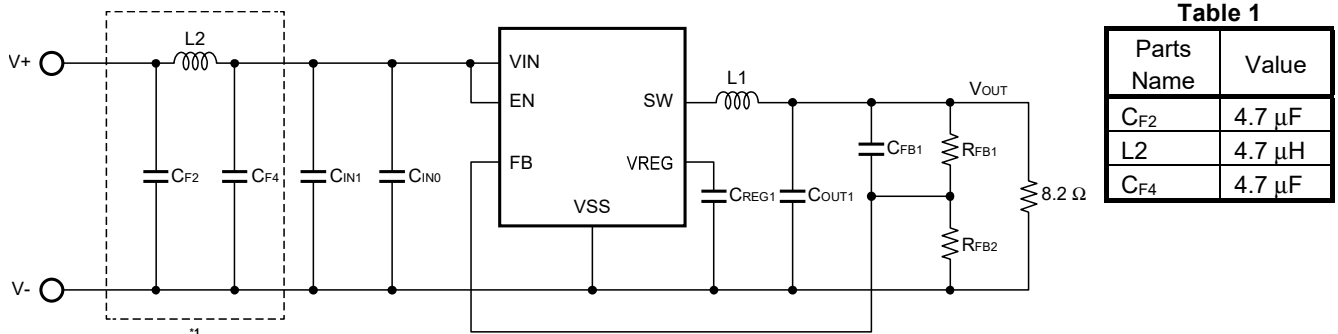 Table 1
Parts Name
Value
CF2
4.7 μF
L2
4.7 μH
CF4
4.7 μF
V+
L2
VIN
EN
FB
SW
VREG
VSS
L1
VOUT
CF2
CF4
CIN1
CIN0
CREG1
COUT1
CFB1
RFB1
RFB2
8.2 Ω
V-
*1